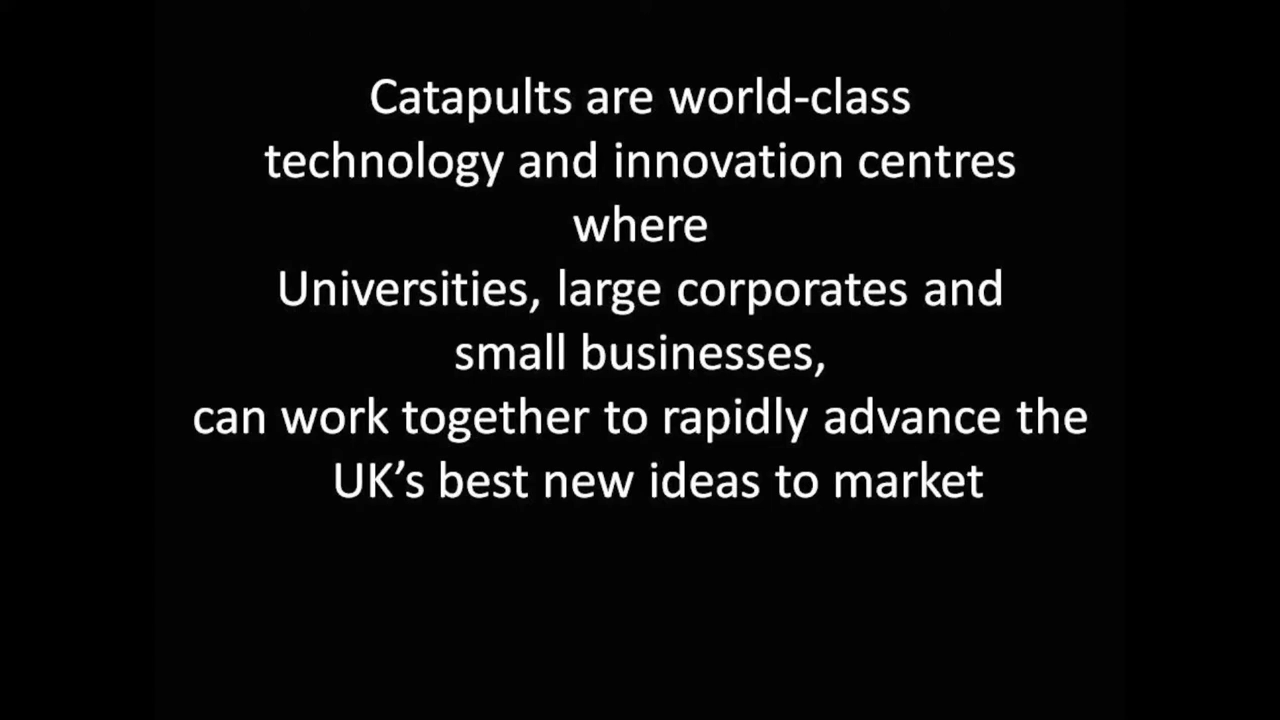 Catapults are world-class
technology and innovation centres
where
Universities, large corporates and
small businesses,
can work together to rapidly advance the
UK’s best new ideas to market